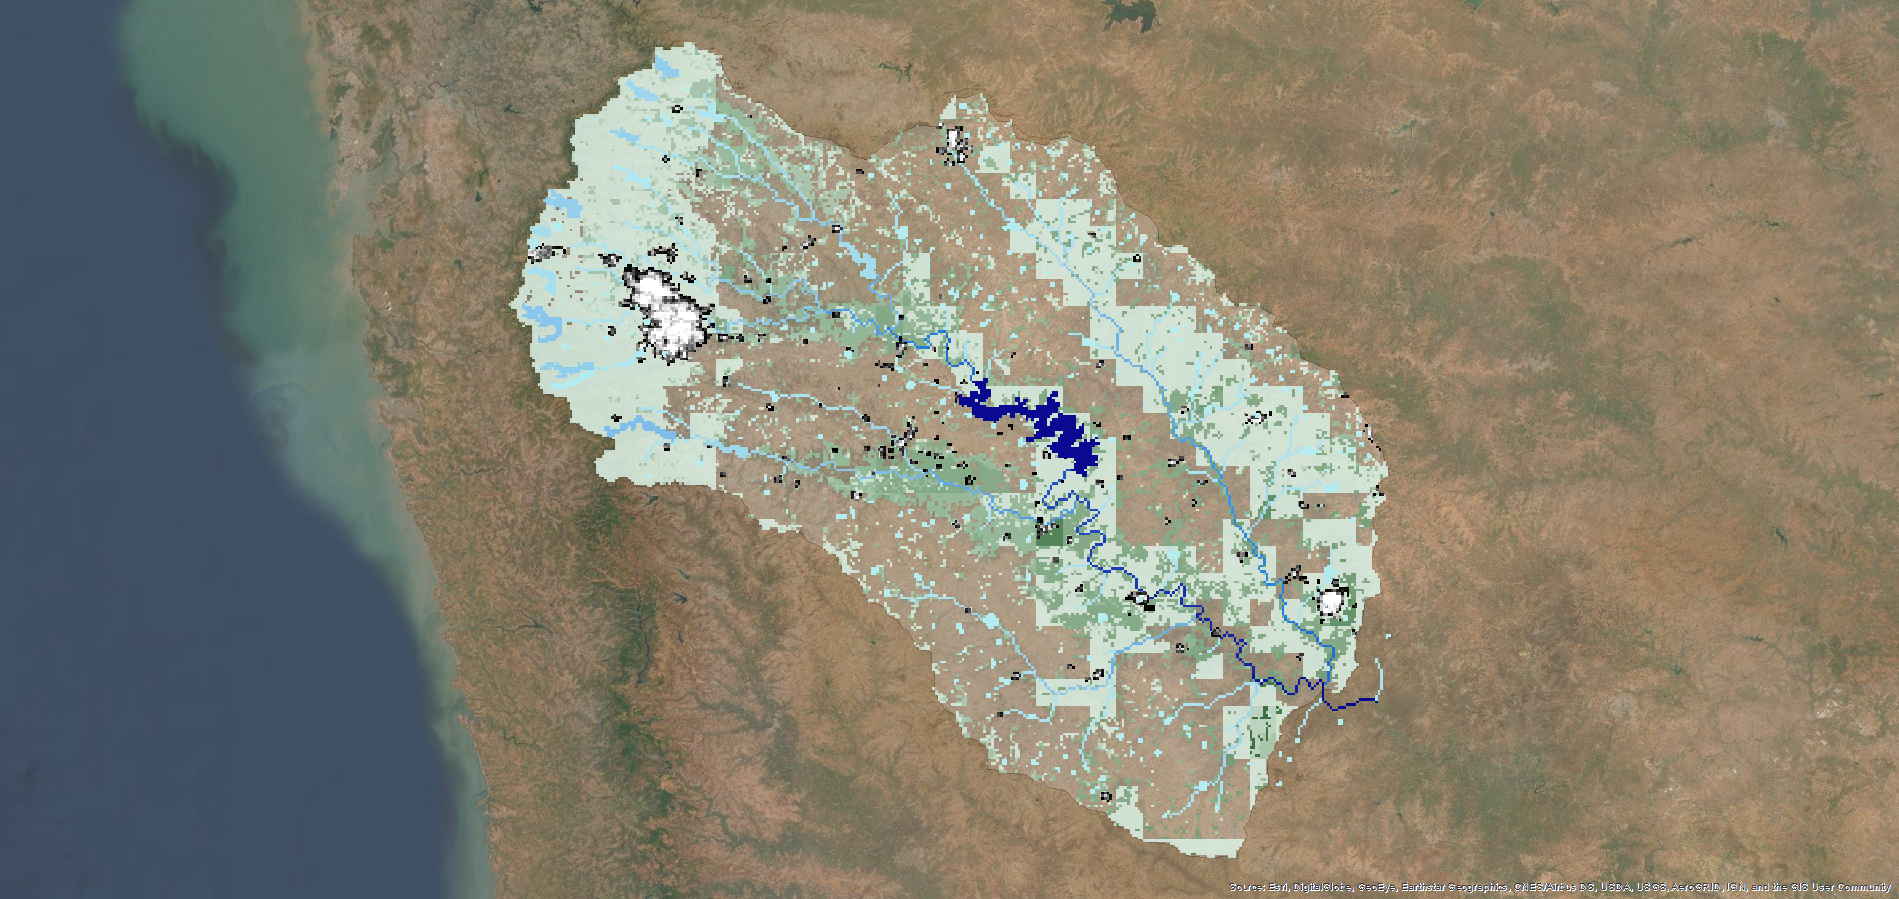 Source: Esri, DigitalGlobe, GeoEye, Earthstar Geographics, CNES/Airbus DS, USDA, USGS, AeroGRID, IGN, and the GIS User Community